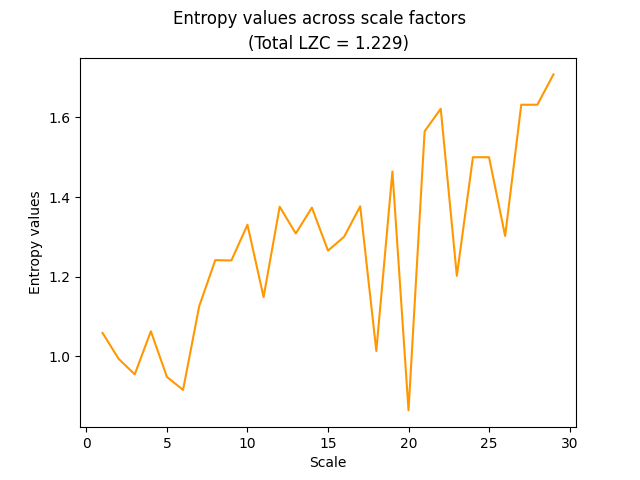 Entropy values across scale factors
(Total LZC = 1.229)
1.6
1.4
1.2
1.0
Entropy values
0 5 10 15 20 25 30
Scale